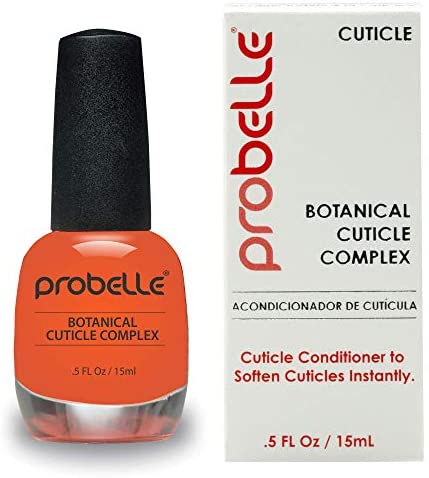 probelle®
BOTANICAL
CUTICLE COMPLEX
.5 FL Oz / 15ml
probelle®
CUTICLE
BOTANICAL
CUTICLE
COMPLEX
ACONDICIONADOR DE CUTÍCULA
Cuticle Conditioner to
Soften Cuticles Instantly.
.5 FL Oz / 15mL